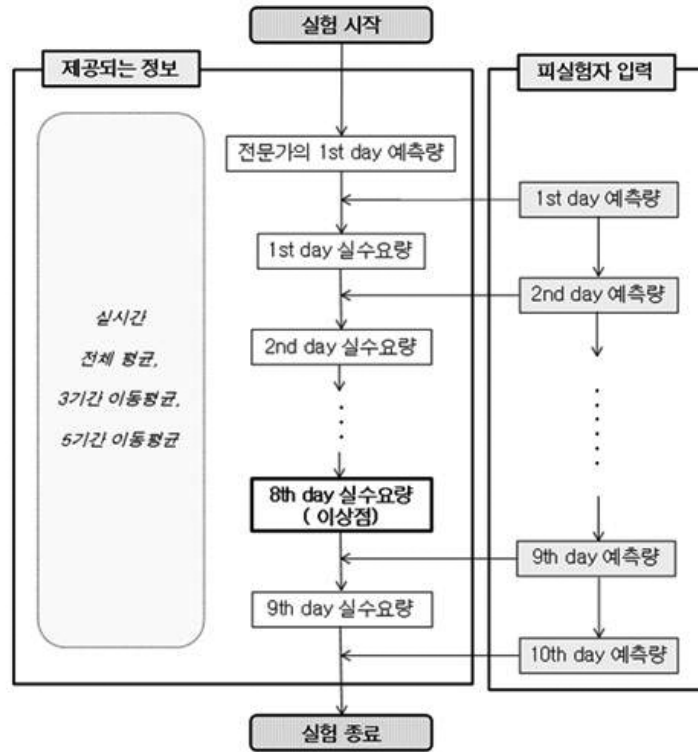 실험 시작
제공되는 정보
피실험자 입력
전문가의 1st day 예측량
1st day 예측량
1st day 실수요량
2nd day 예측량
2nd day 실수요량
실시간
전체 평균,
3기간 이동평균,
5기간 이동평균
8th day 실수요량
( 이상점)
9th day 예측량
9th day 실수요량
10th day 예측량
실험 종료